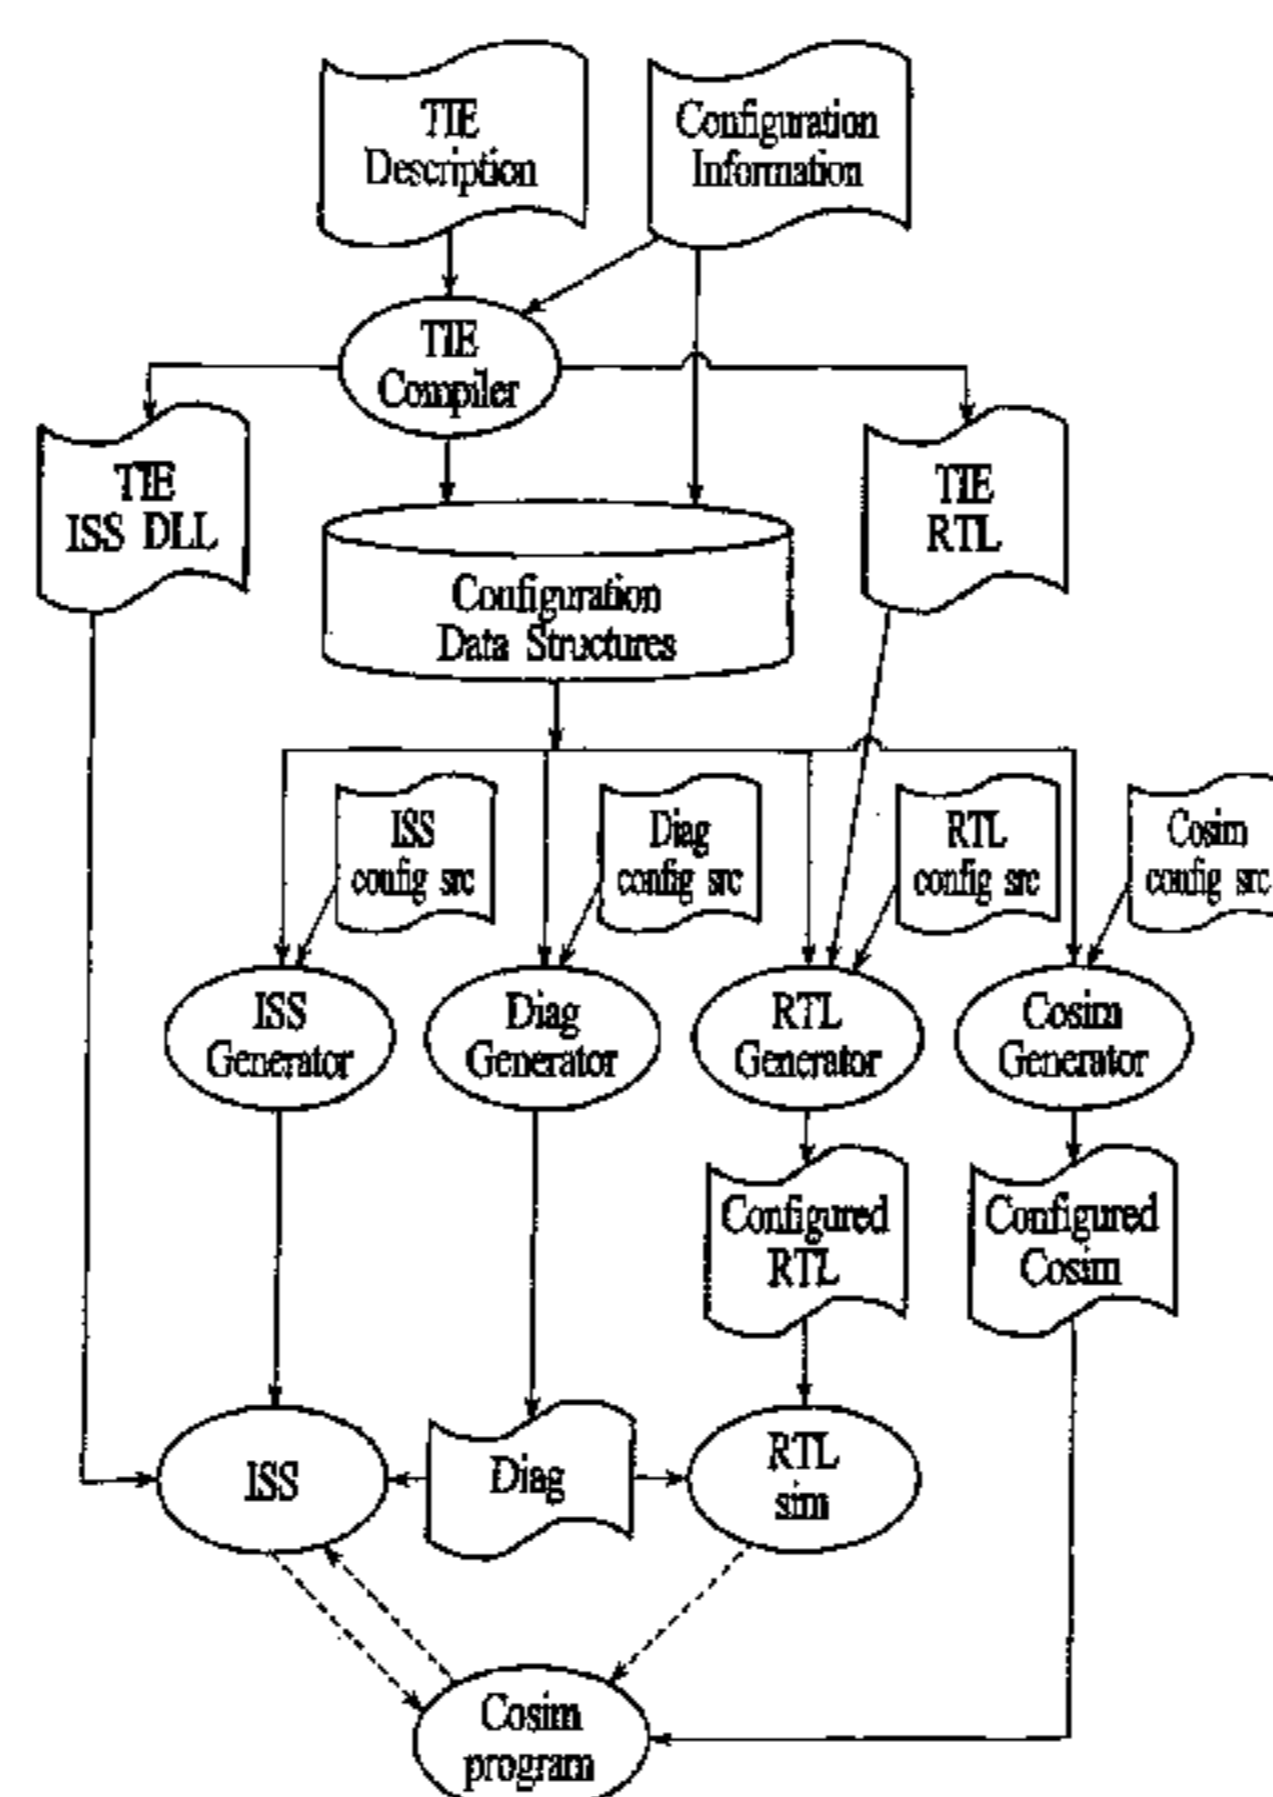 TIE
Description
Configuration
Information
TIE
Compiler
TIE
ISS DLL
TIE
RTL
Configuration
Data Structures
ISS
config src
Diag
config src
RTL
config src
Cosim
config src
ISS
Generator
Diag
Generator
RTL
Generator
Cosim
Generator
Configured
RTL
Configured
Cosim
ISS
Diag
RTL
sim
Cosim
program